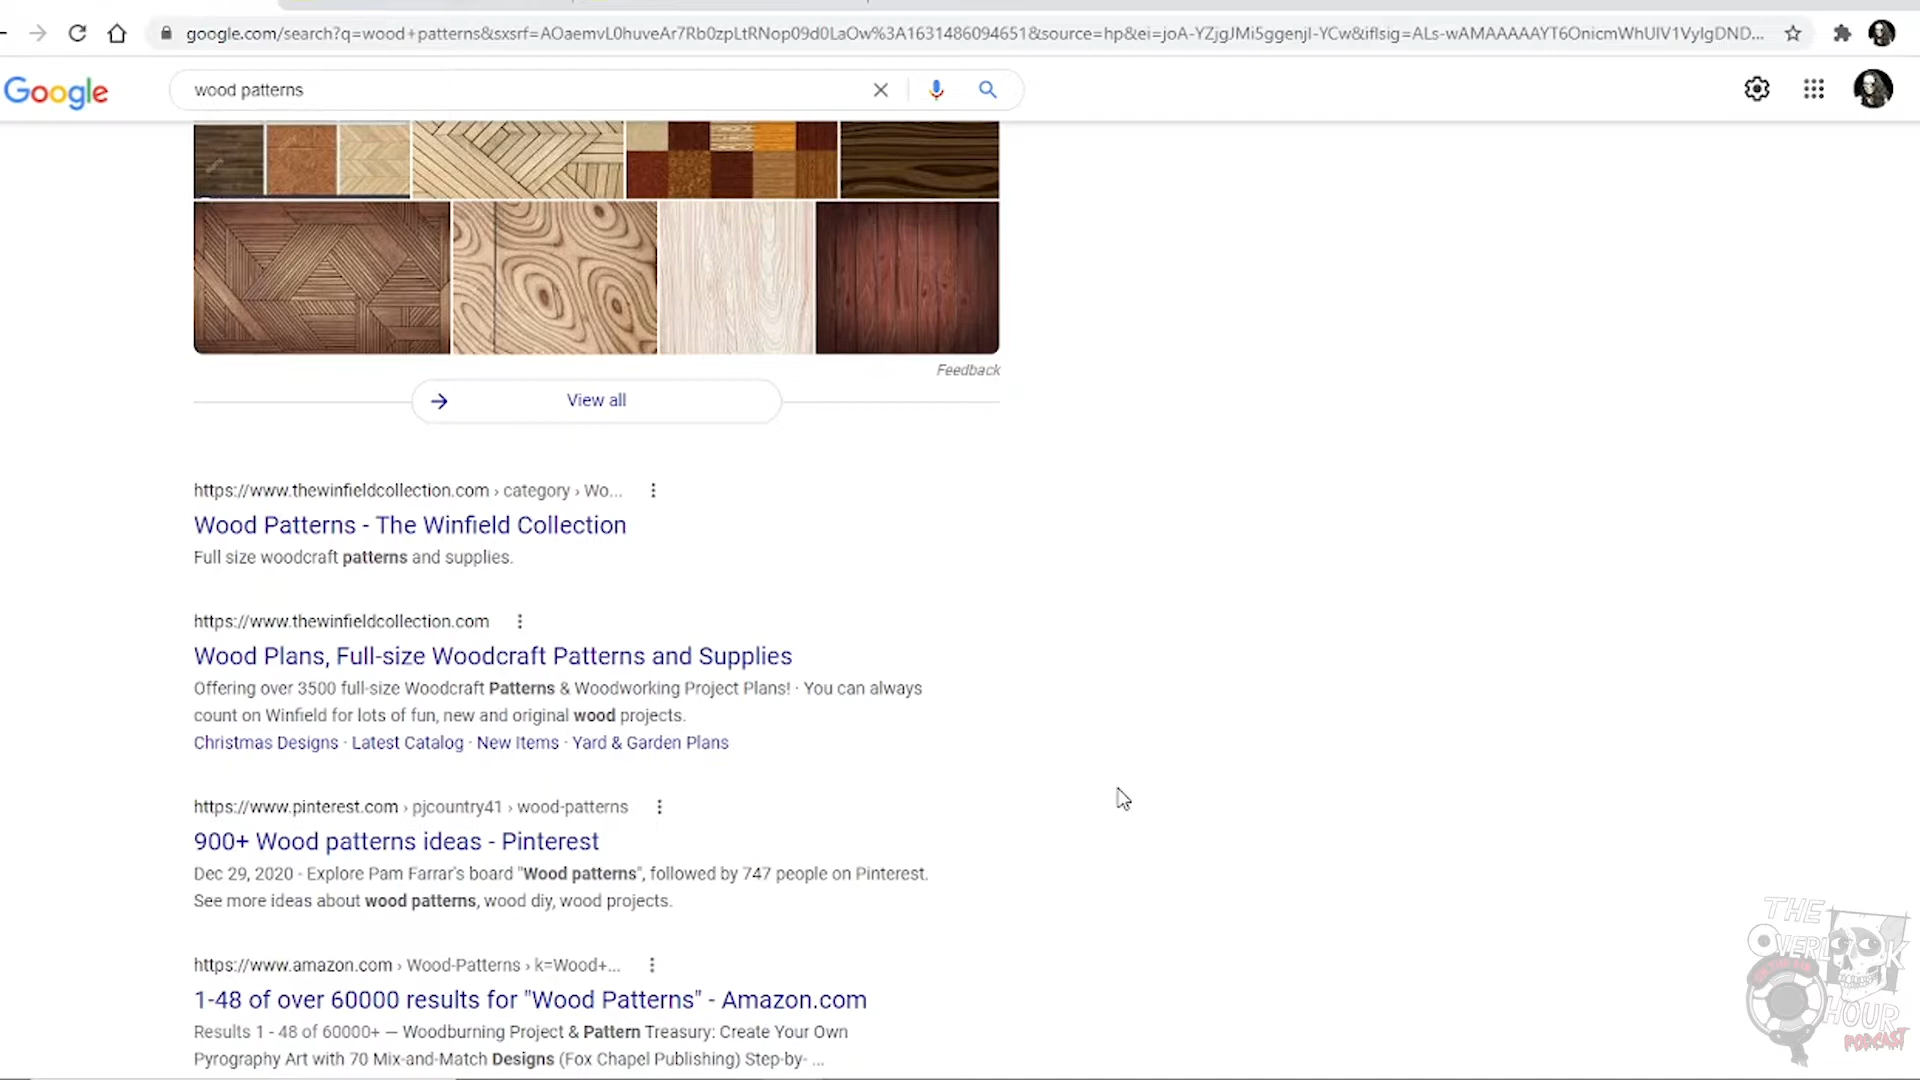 google.com/search?q=wood+patterns&sxsrf=AOaemvL0huveAr7Rb0zpLtRNop09d0LaOw%3A1631486094651&source=hp&ei=joA-YZjgJMi5ggenjI-YCw&iflsig=ALs-wAMAAAAAYT6OnicmWhUIV1VyIgDND...
Google
wood patterns
Feedback
View all
https://www.thewinfieldcollection.com › category › Wo...
Wood Patterns - The Winfield Collection
Full size woodcraft patterns and supplies.
https://www.thewinfieldcollection.com
Wood Plans, Full-size Woodcraft Patterns and Supplies
Offering over 3500 full-size Woodcraft Patterns & Woodworking Project Plans! · You can always
count on Winfield for lots of fun, new and original wood projects.
Christmas Designs · Latest Catalog · New Items · Yard & Garden Plans
https://www.pinterest.com › pjcountry41 › wood-patterns
900+ Wood patterns ideas - Pinterest
Dec 29, 2020 - Explore Pam Farrar's board "Wood patterns", followed by 747 people on Pinterest.
See more ideas about wood patterns, wood diy, wood projects.
https://www.amazon.com › Wood-Patterns › k=Wood+...
1-48 of over 60000 results for "Wood Patterns" - Amazon.com
Results 1 - 48 of 60000+ — Woodburning Project & Pattern Treasury: Create Your Own
Pyrography Art with 70 Mix-and-Match Designs (Fox Chapel Publishing) Step-by- ...
THE
OVERLOOK
HOUR
PODCAST